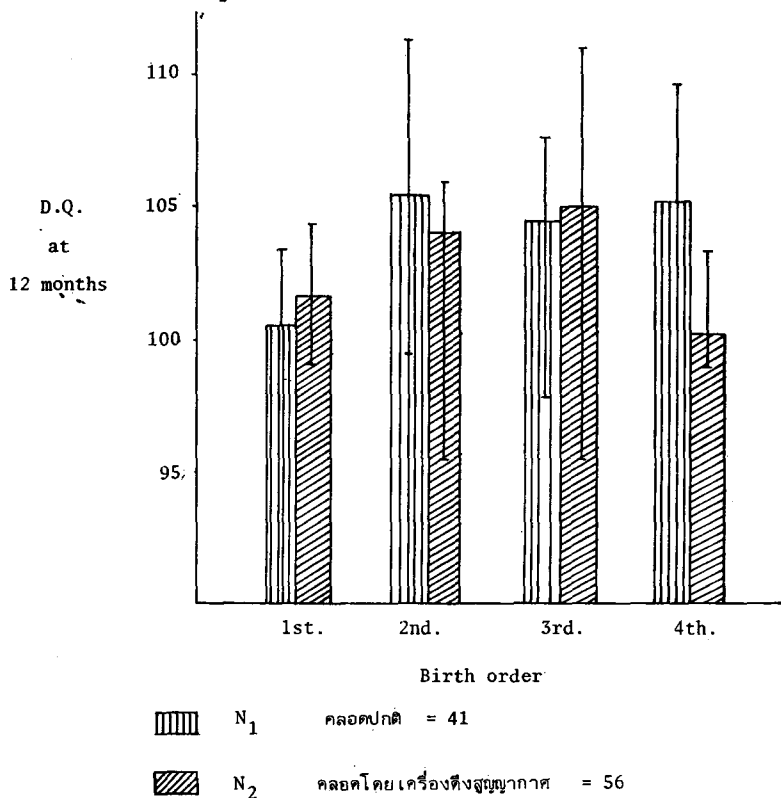 110
105
D.Q.
at
12 months
100
95
1st. 2nd. 3rd. 4th.
Birth order
N1 คลอดปกติ = 41
N2 คลอดโดยเครื่องดึงสูญญากาศ = 56